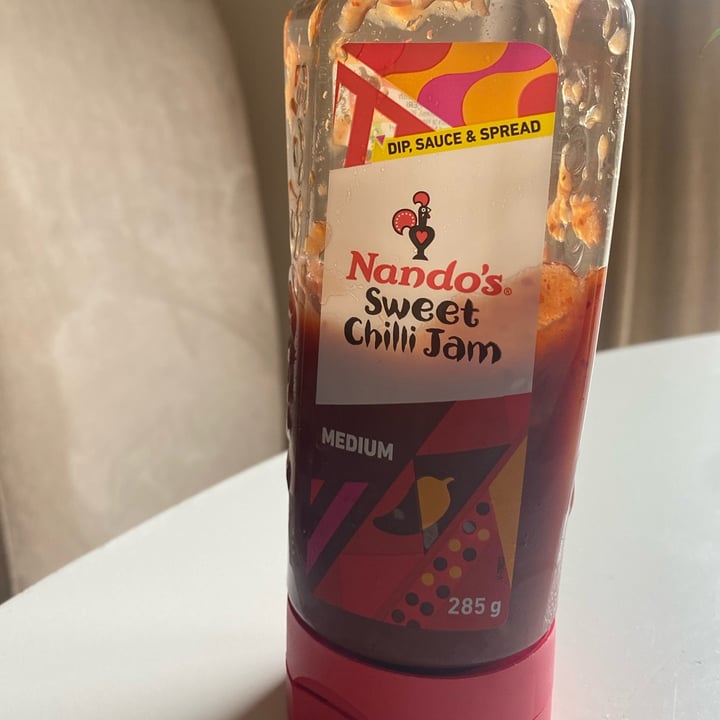 DIP, SAUCE & SPREAD
Nando's®
Sweet
Chilli Jam
MEDIUM
285 g